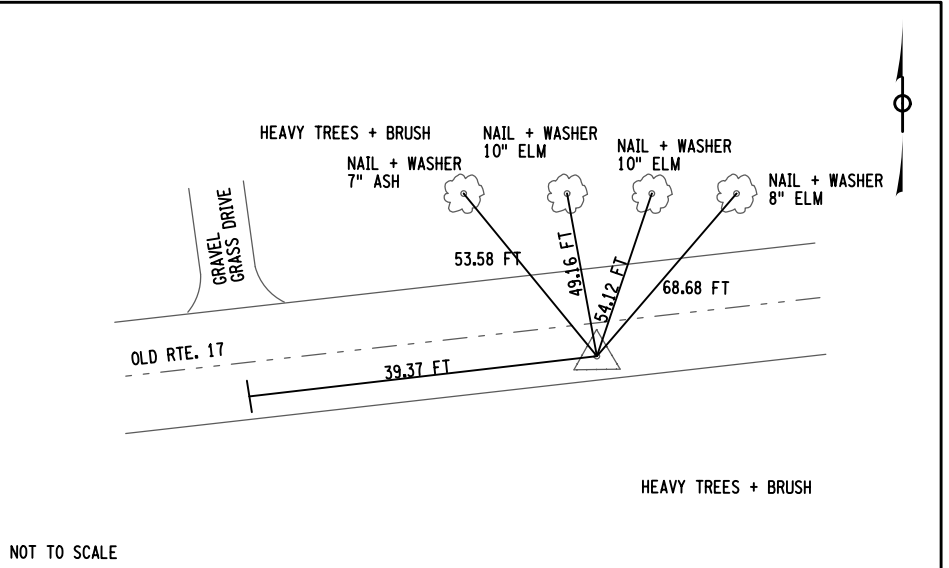 HEAVY TREES + BRUSH
NAIL + WASHER
7" ASH
NAIL + WASHER
10" ELM
NAIL + WASHER
10" ELM
NAIL + WASHER
8" ELM
GRAVEL
GRASS DRIVE
53.58 FT
49.16 FT
54.12 FT
68.68 FT
OLD RTE. 17
39.37 FT
HEAVY TREES + BRUSH
NOT TO SCALE